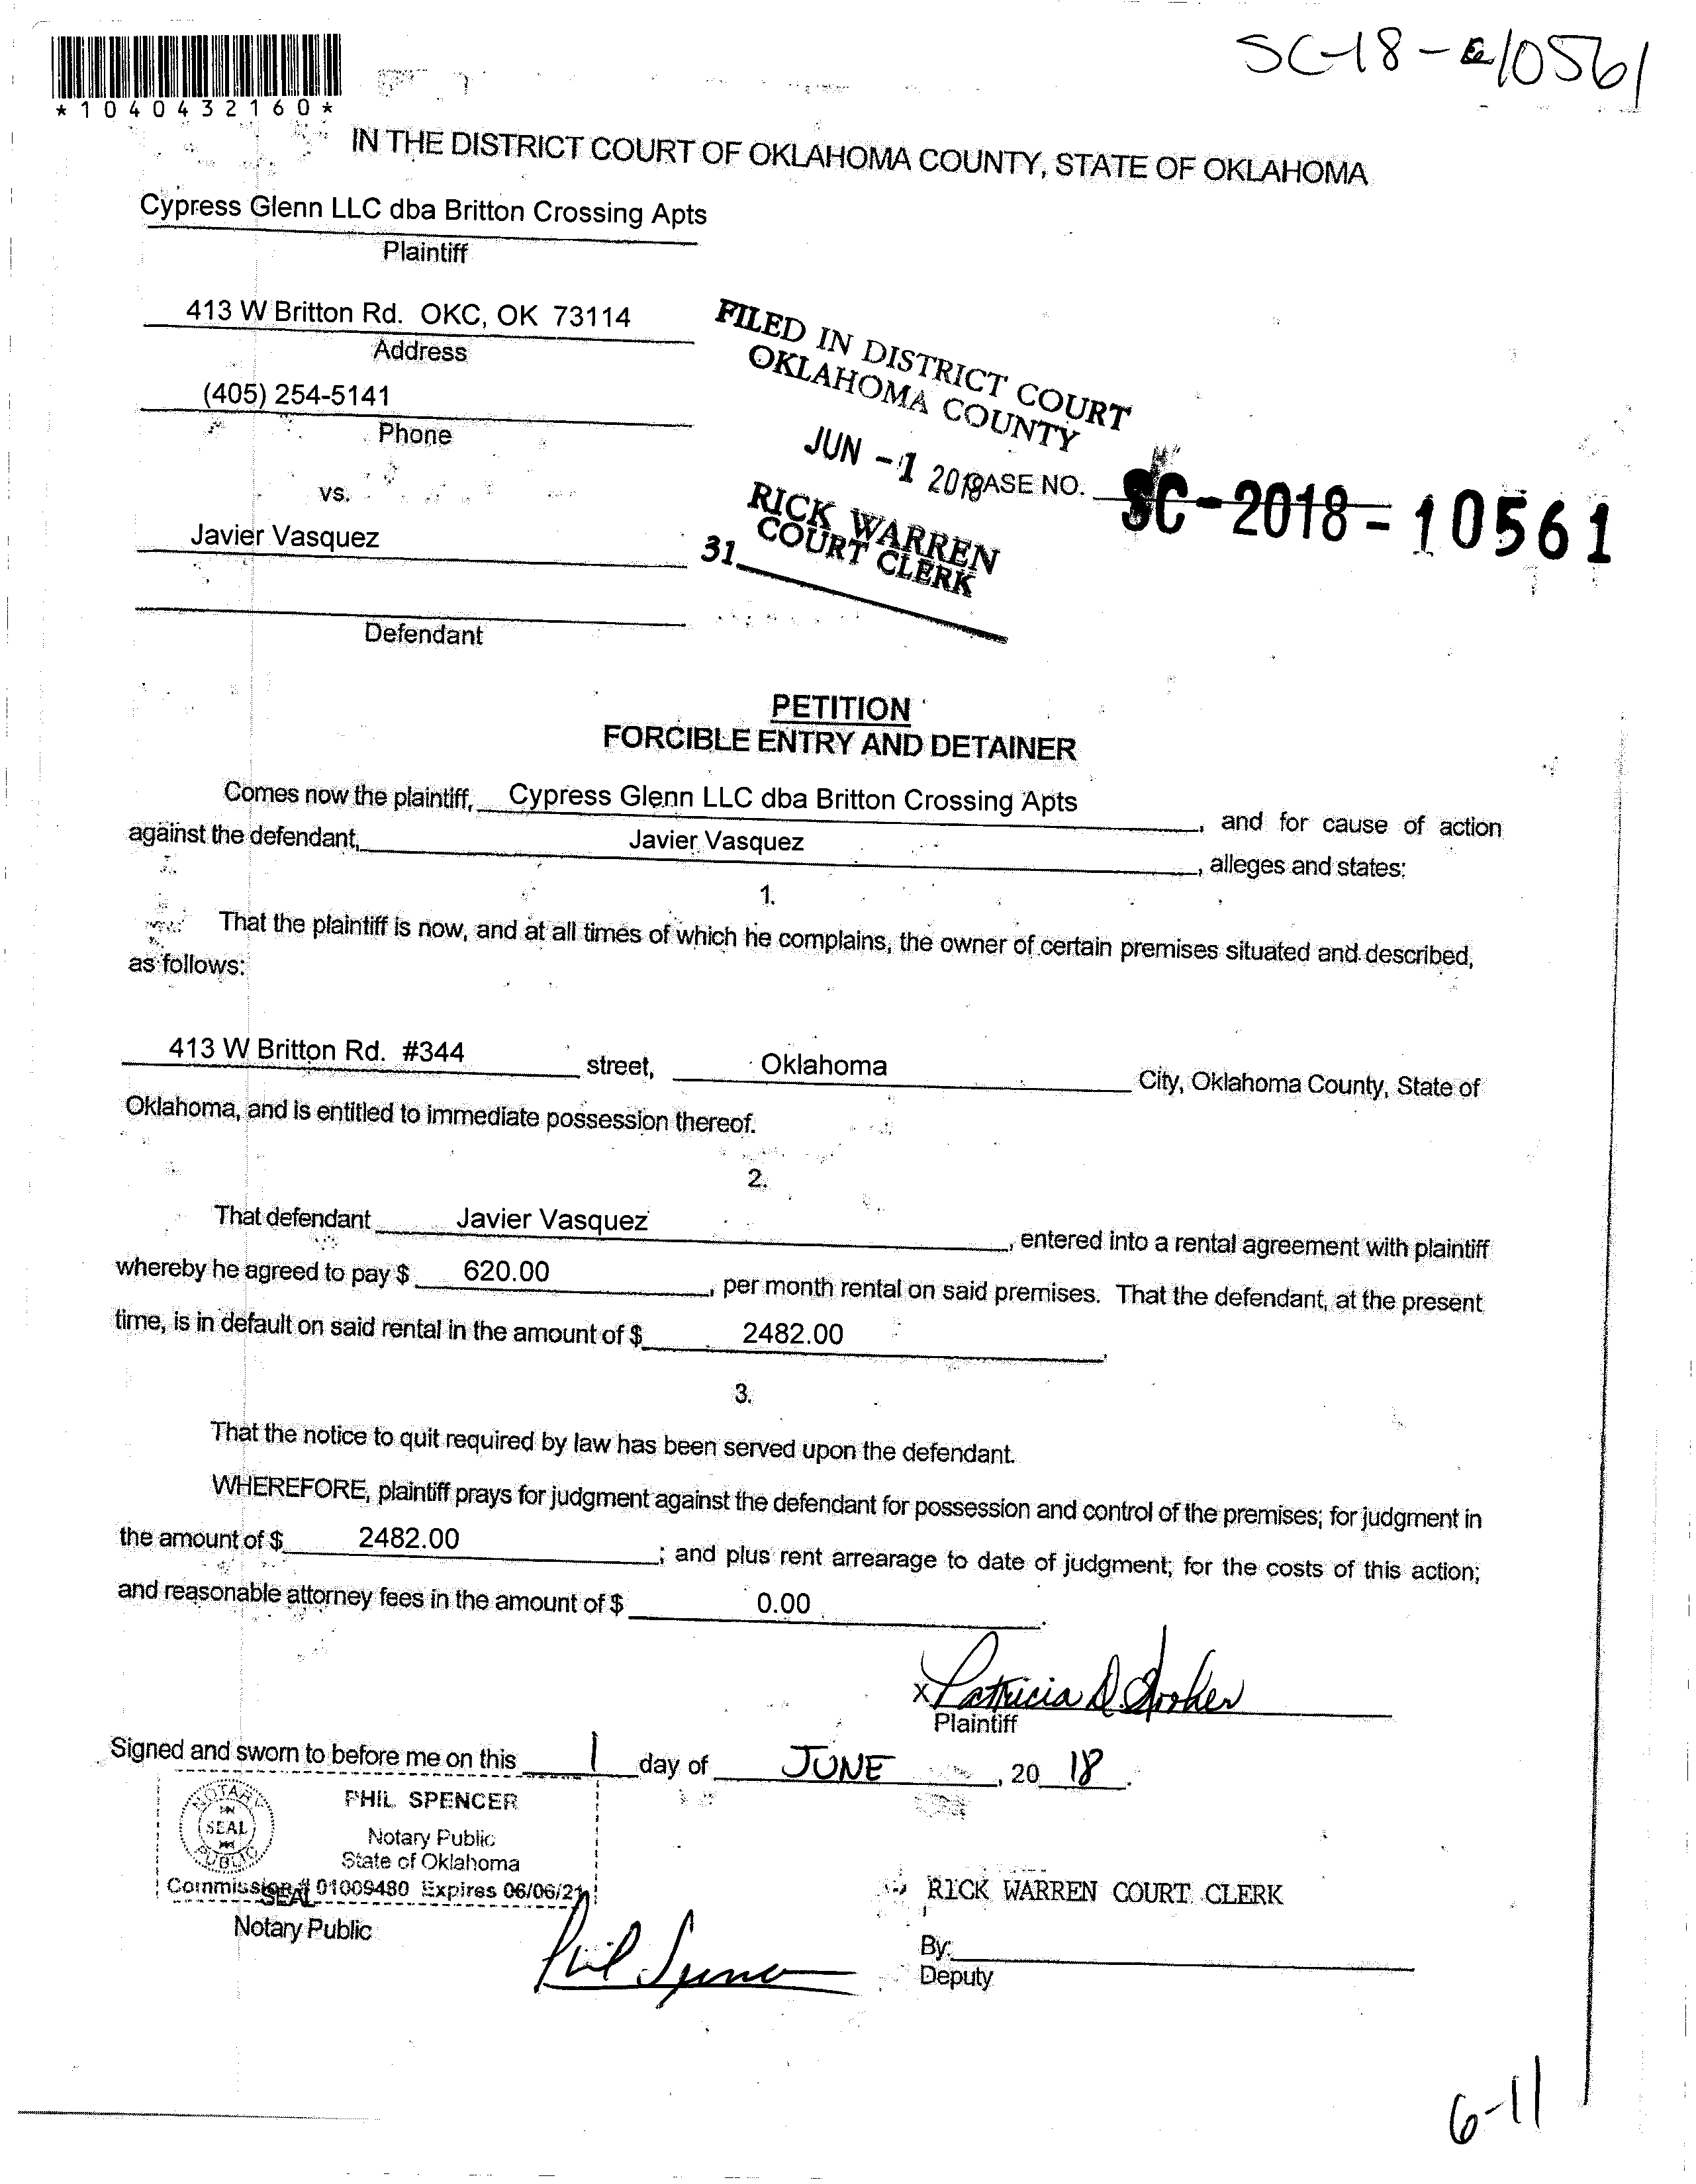 SC-18-10561
*1040432160*
IN THE DISTRICT COURT OF OKLAHOMA COUNTY, STATE OF OKLAHOMA
Cypress Glenn LLC dba Britton Crossing Apts
Plaintiff
413 W Britton Rd. OKC, OK 73114
Address
(405) 254-5141
Phone
FILED IN DISTRICT COURT
OKLAHOMA COUNTY
JUN - 1 2018
CASE NO. SC-2018-10561
vs.
RICK WARREN
COURT CLERK
31
Javier Vasquez
Defendant
PETITION
FORCIBLE ENTRY AND DETAINER
Comes now the plaintiff, Cypress Glenn LLC dba Britton Crossing Apts, and for cause of action
against the defendant, Javier Vasquez, alleges and states:
1.
That the plaintiff is now, and at all times of which he complains, the owner of certain premises situated and described,
as follows:
413 W Britton Rd. #344 street, Oklahoma City, Oklahoma County, State of
Oklahoma, and is entitled to immediate possession thereof.
2.
That defendant Javier Vasquez, entered into a rental agreement with plaintiff
whereby he agreed to pay $ 620.00, per month rental on said premises. That the defendant, at the present
time, is in default on said rental in the amount of $ 2482.00.
3.
That the notice to quit required by law has been served upon the defendant.
WHEREFORE, plaintiff prays for judgment against the defendant for possession and control of the premises; for judgment in
the amount of $ 2482.00; and plus rent arrearage to date of judgment; for the costs of this action;
and reasonable attorney fees in the amount of $ 0.00.
x Patricia D.
Plaintiff
Signed and sworn to before me on this 1 day of JUNE, 20 18.
PHIL SPENCER
NOTARY
SEAL
PUBLIC
Notary Public
State of Oklahoma
Commission # 01009480 Expires 06/06/21
SEAL
Notary Public
Phil Spencer
RICK WARREN COURT CLERK
By:
Deputy
6-11